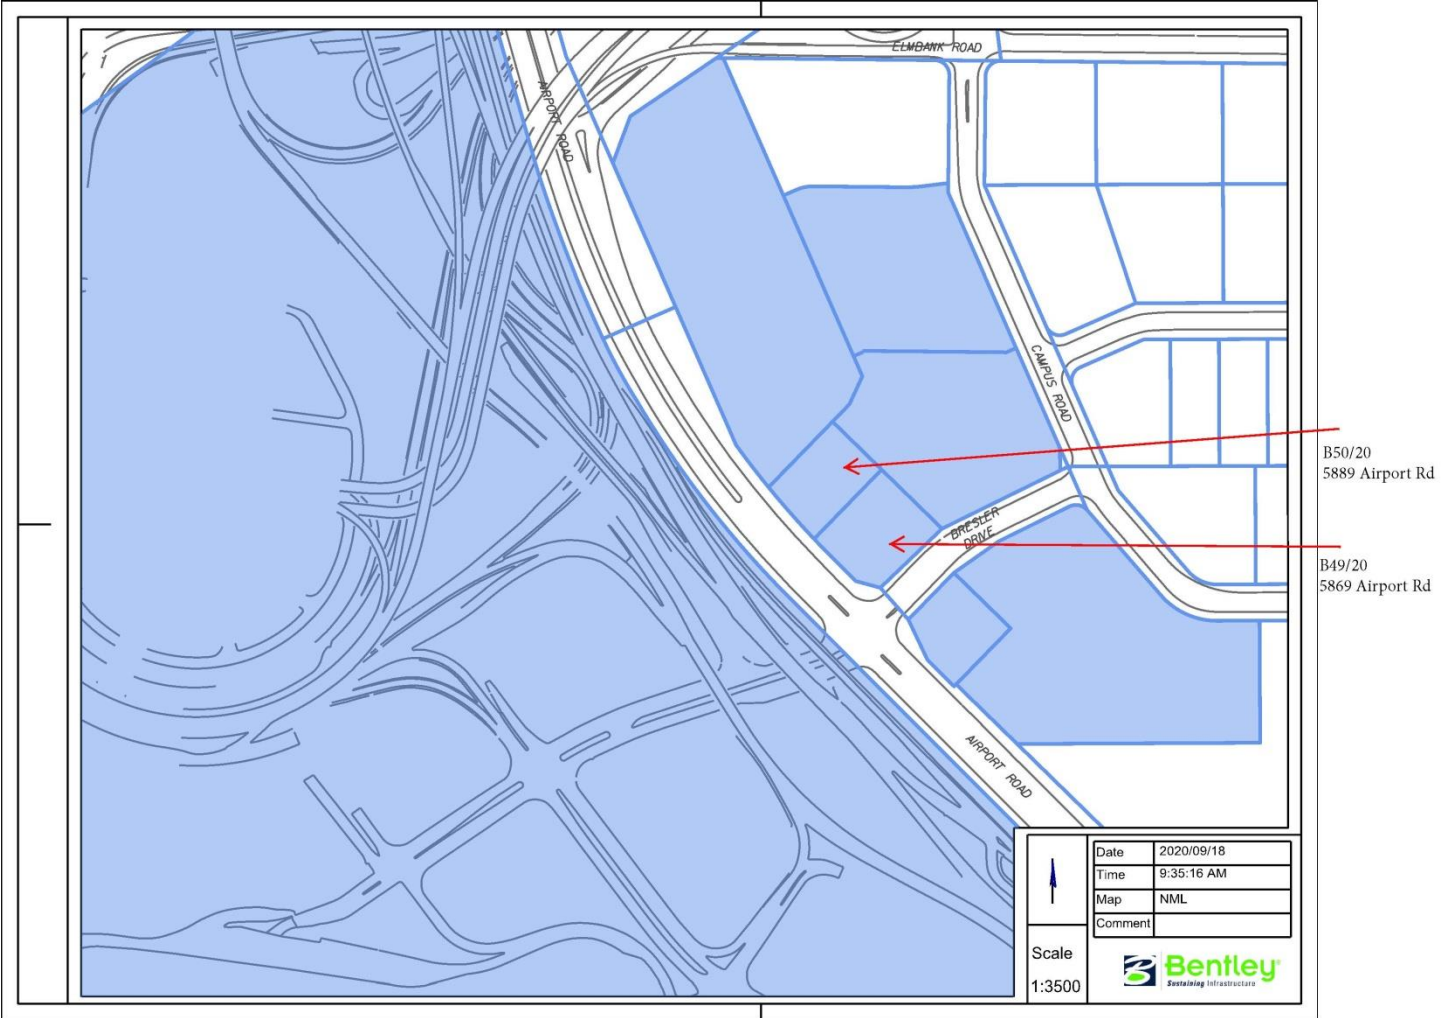 ELMBANK ROAD
AIRPORT ROAD
CAMPUS ROAD
B50/20
5889 Airport Rd
BRESLER
DRIVE
B49/20
5869 Airport Rd
AIRPORT ROAD
Date 2020/09/18
Time 9:35:16 AM
Map NML
Comment
Scale
1:3500
Bentley
Sustaining Infrastructure